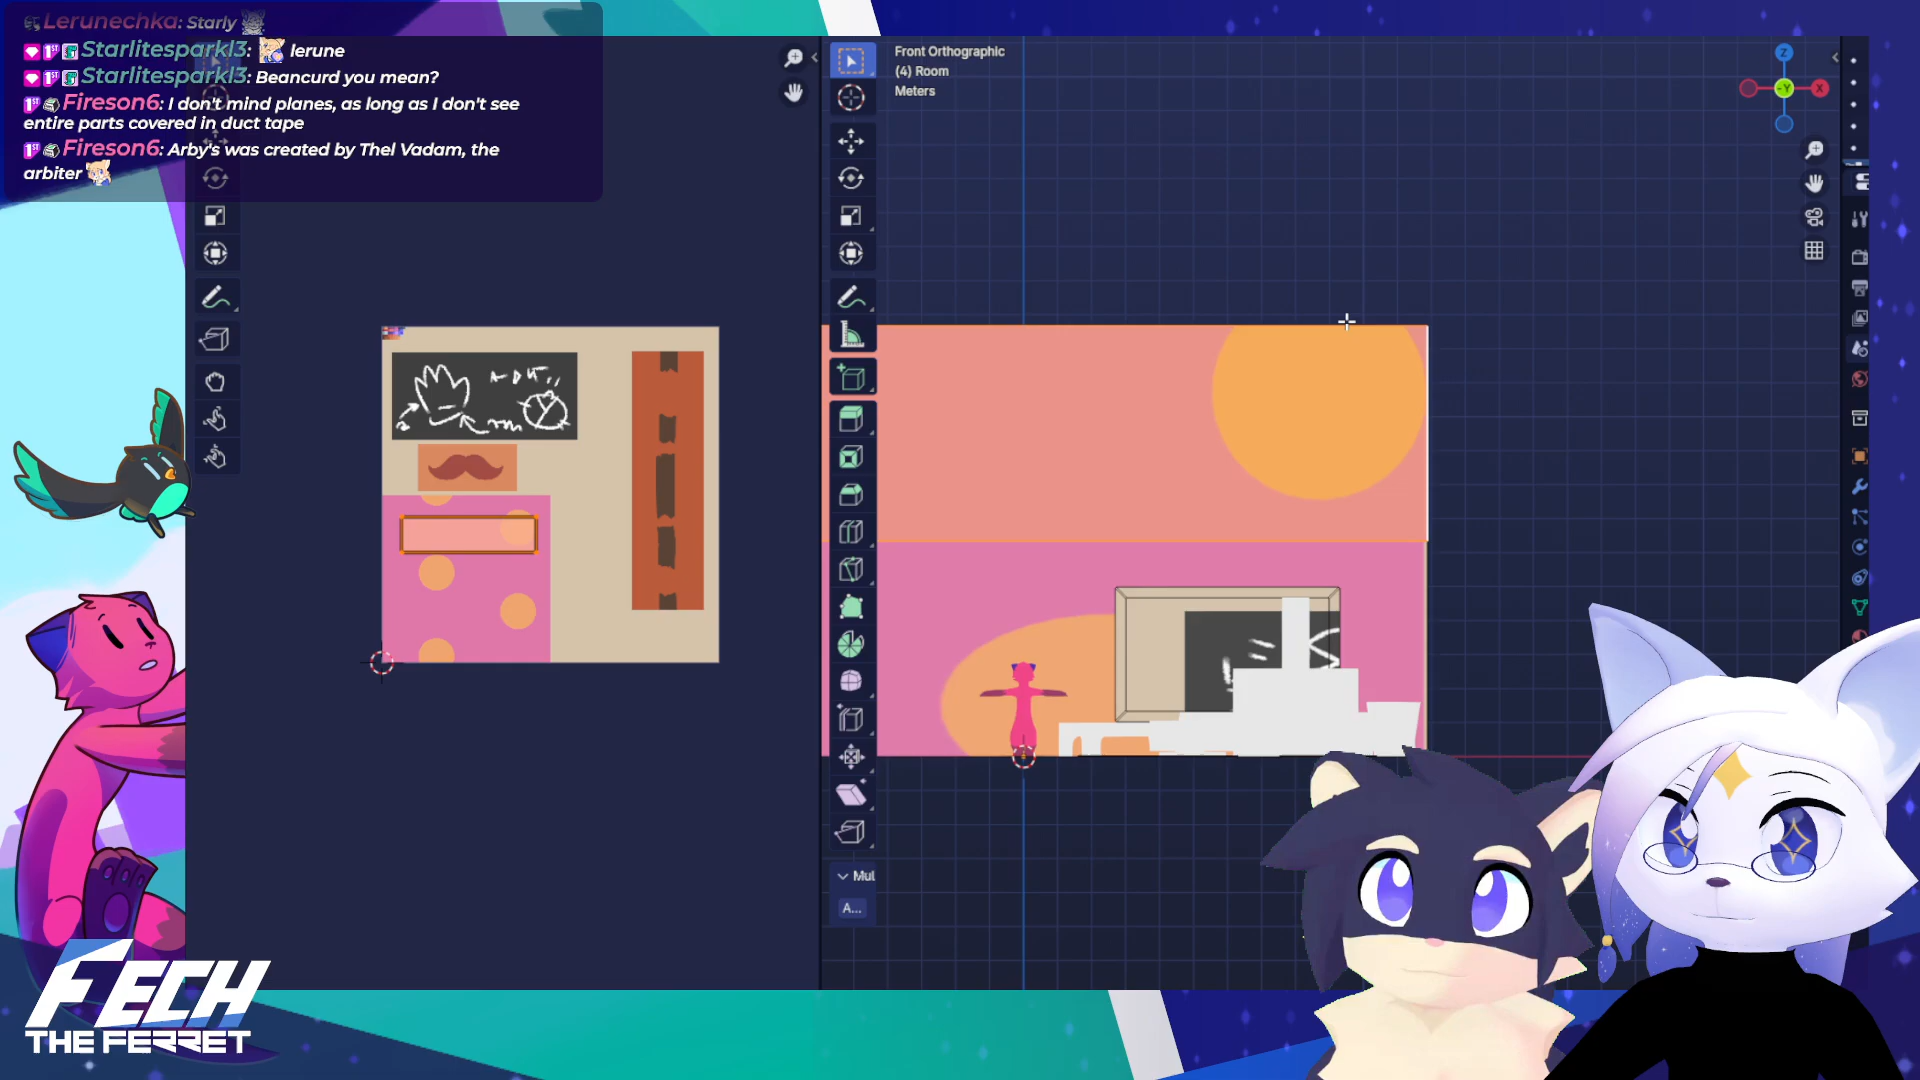 Lerunechka: Starly
Starlitesparkl3: lerune
Starlitesparkl3: Beancurd you mean?
Fireson6: I don't mind planes, as long as I don't see
entire parts covered in duct tape
Fireson6: Arby's was created by Thel Vadam, the
arbiter
Front Orthographic
(4) Room
Meters
Z
-Y
X
Mul
A...
FECH
THE FERRET